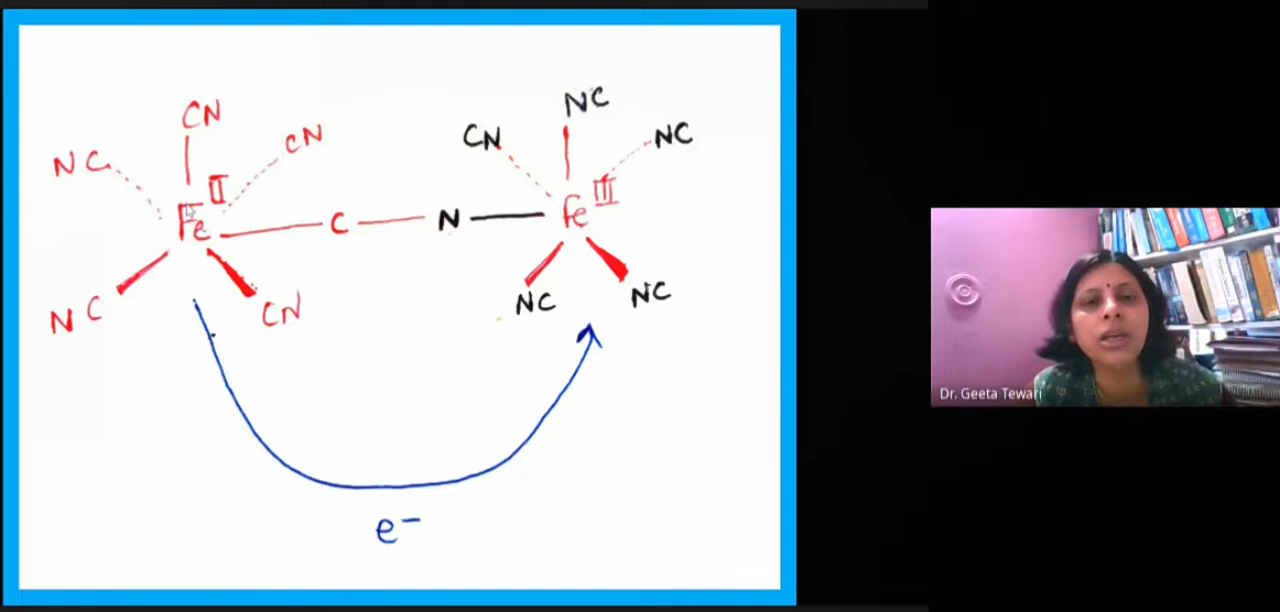 CN
NC
CN
Fe II
C
N
NC
CN
NC
CN
NC
Fe III
NC
NC
e-
Dr. Geeta Tewari